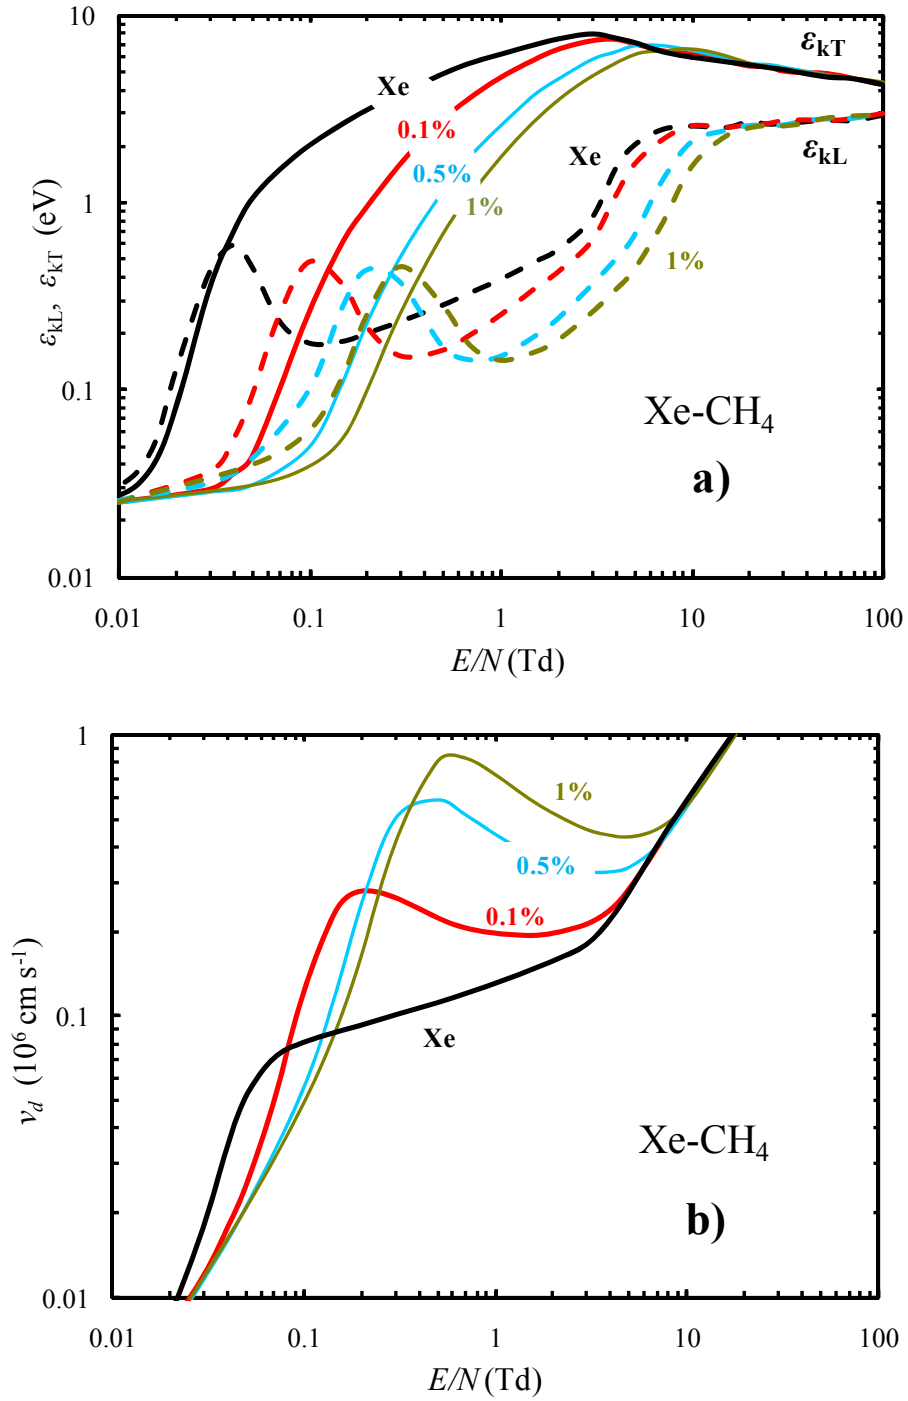 10
1
0.1
0.01
ε_kL, ε_kT (eV)
ε_kT
Xe
0.1%
0.5%
1%
Xe
ε_kL
1%
Xe-CH₄
a)
0.01
0.1
1
10
100
E/N (Td)
1
0.1
0.01
v_d (10⁶ cm s⁻¹)
1%
0.5%
0.1%
Xe
Xe-CH₄
b)
0.01
0.1
1
10
100
E/N (Td)